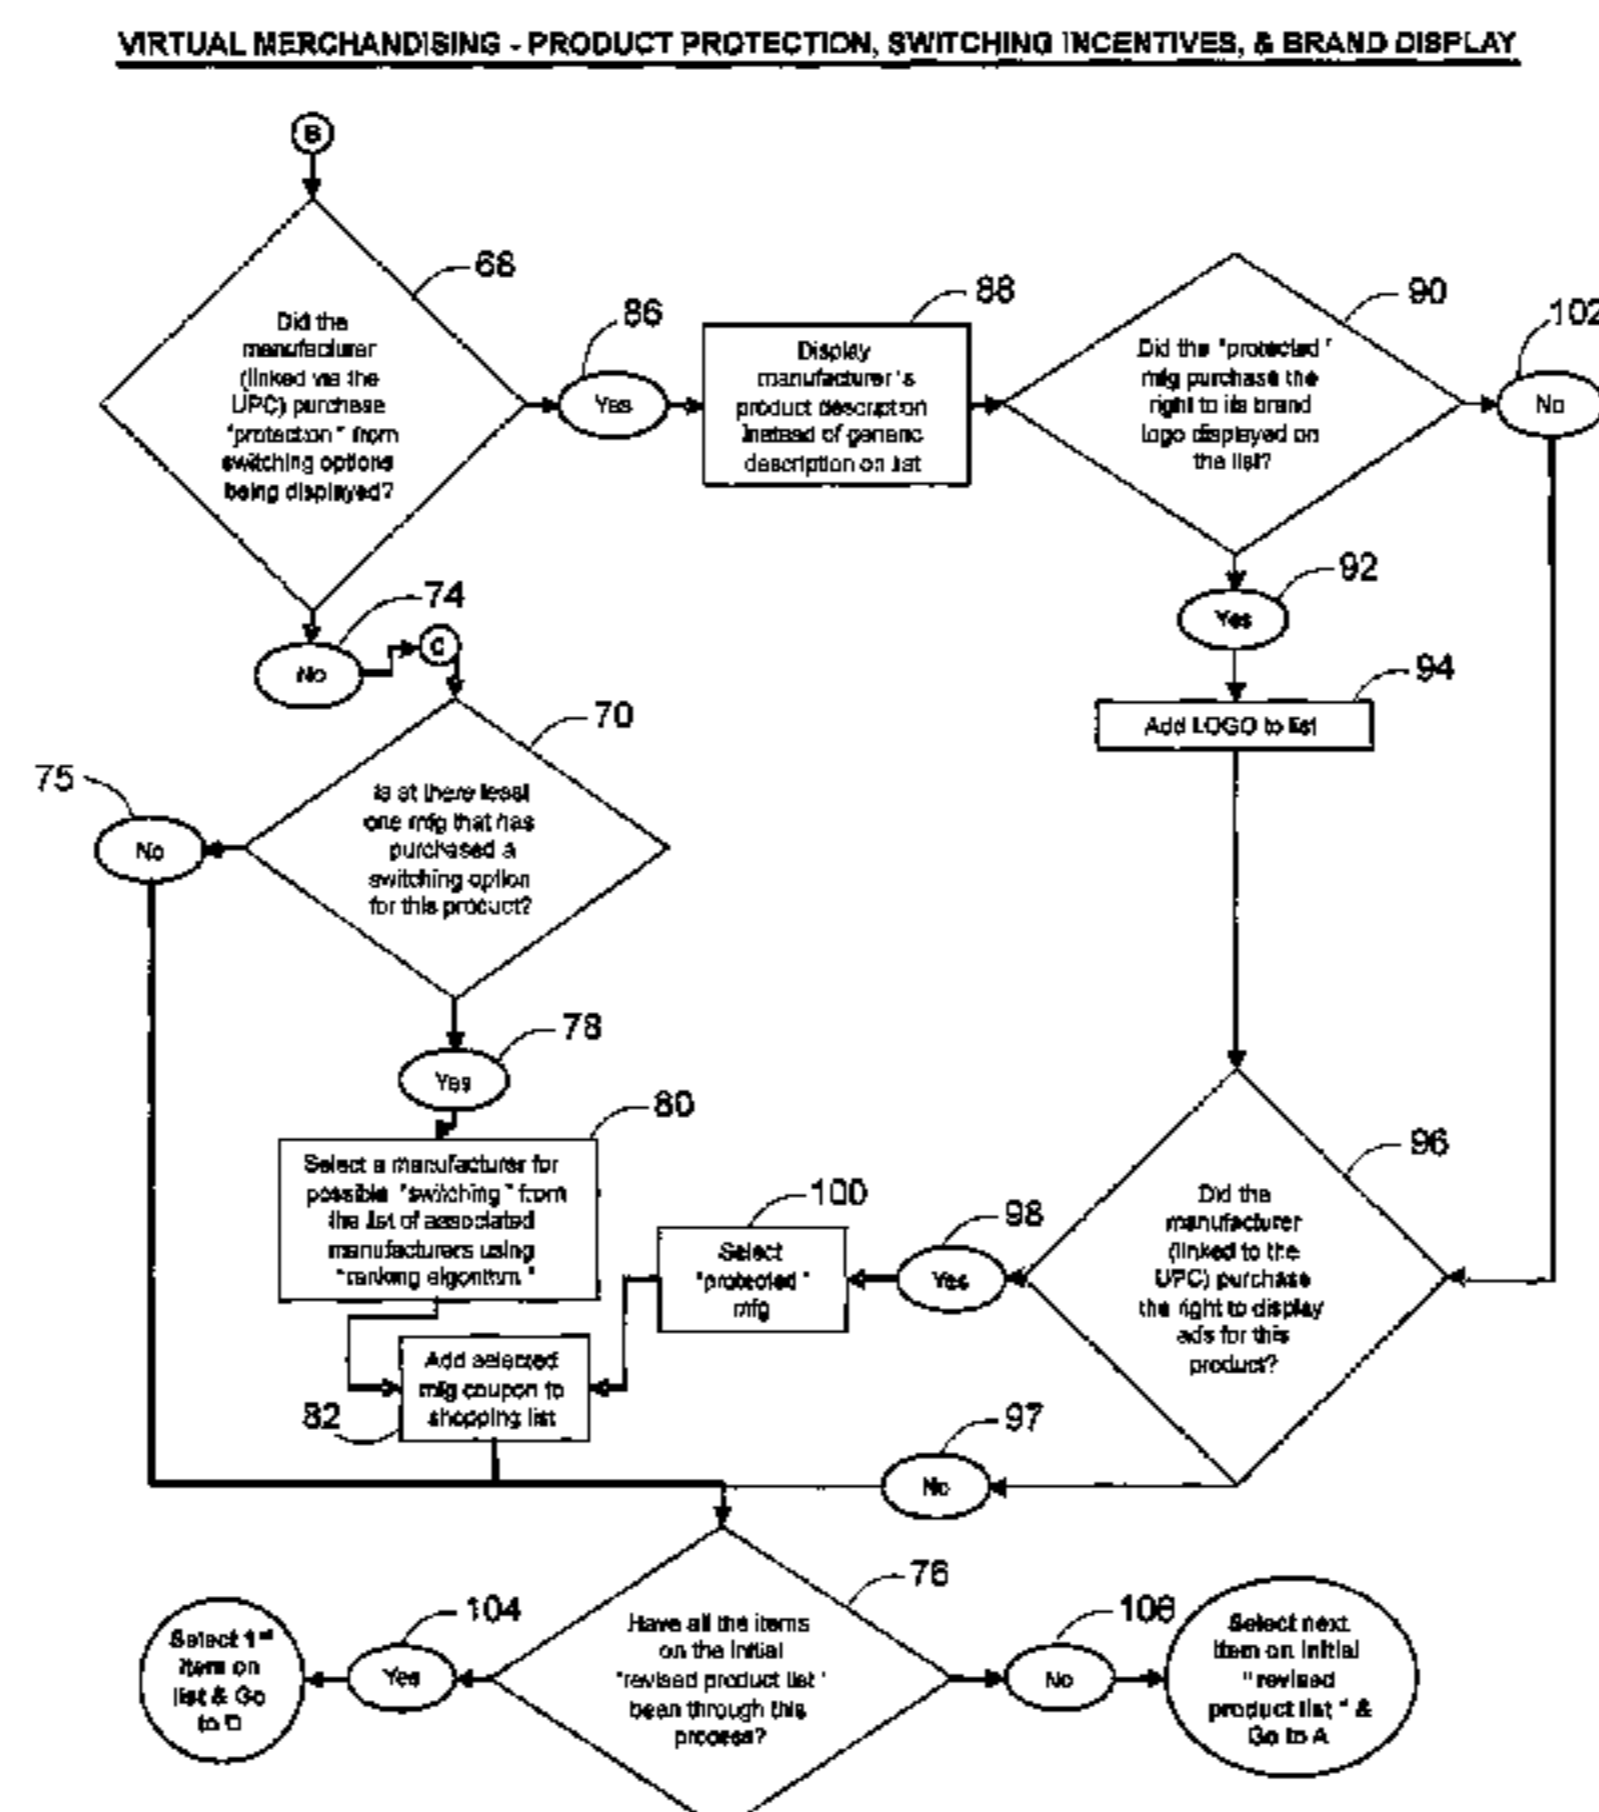 VIRTUAL MERCHANDISING - PRODUCT PROTECTION, SWITCHING INCENTIVES, & BRAND DISPLAY
B
68
Did the
manufacturer
(linked via the
UPC) purchase
"protection" from
switching options
being displayed?
86
Yes
88
Display
manufacturer's
product description
instead of generic
description on list
90
Did the "protected"
mfg purchase the
right to its brand
logo displayed on
the list?
102
No
74
No
C
92
Yes
94
Add LOGO to list
70
Is at there least
one mfg that has
purchased a
switching option
for this product?
75
No
78
Yes
80
Select a manufacturer for
possible "switching" from
the list of associated
manufacturers using
"ranking algorithm"
96
Did the
manufacturer
(linked to the
UPC) purchase
the right to display
ads for this
product?
98
Yes
100
Select
"protected"
mfg
Add selected
mfg coupon to
shopping list
82
97
No
76
Have all the items
on the initial
"revised product list"
been through this
process?
104
Yes
Select 1st
item on
list & Go
to D
106
No
Select next
item on initial
"revised
product list" &
Go to A